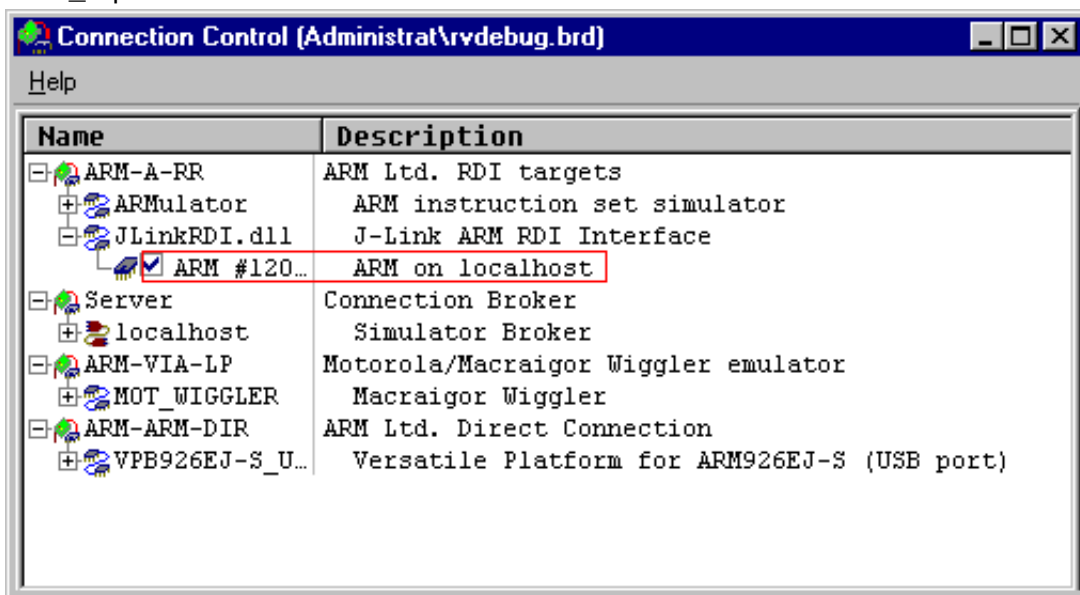 Connection Control (Administrat\rvdebug.brd)
Help
Name Description
ARM-A-RR ARM Ltd. RDI targets
ARMulator ARM instruction set simulator
JLinkRDI.dll J-Link ARM RDI Interface
ARM #120… ARM on localhost
Server Connection Broker
localhost Simulator Broker
ARM-VIA-LP Motorola/Macraigor Wiggler emulator
MOT_WIGGLER Macraigor Wiggler
ARM-ARM-DIR ARM Ltd. Direct Connection
VPB926EJ-S_U… Versatile Platform for ARM926EJ-S (USB port)